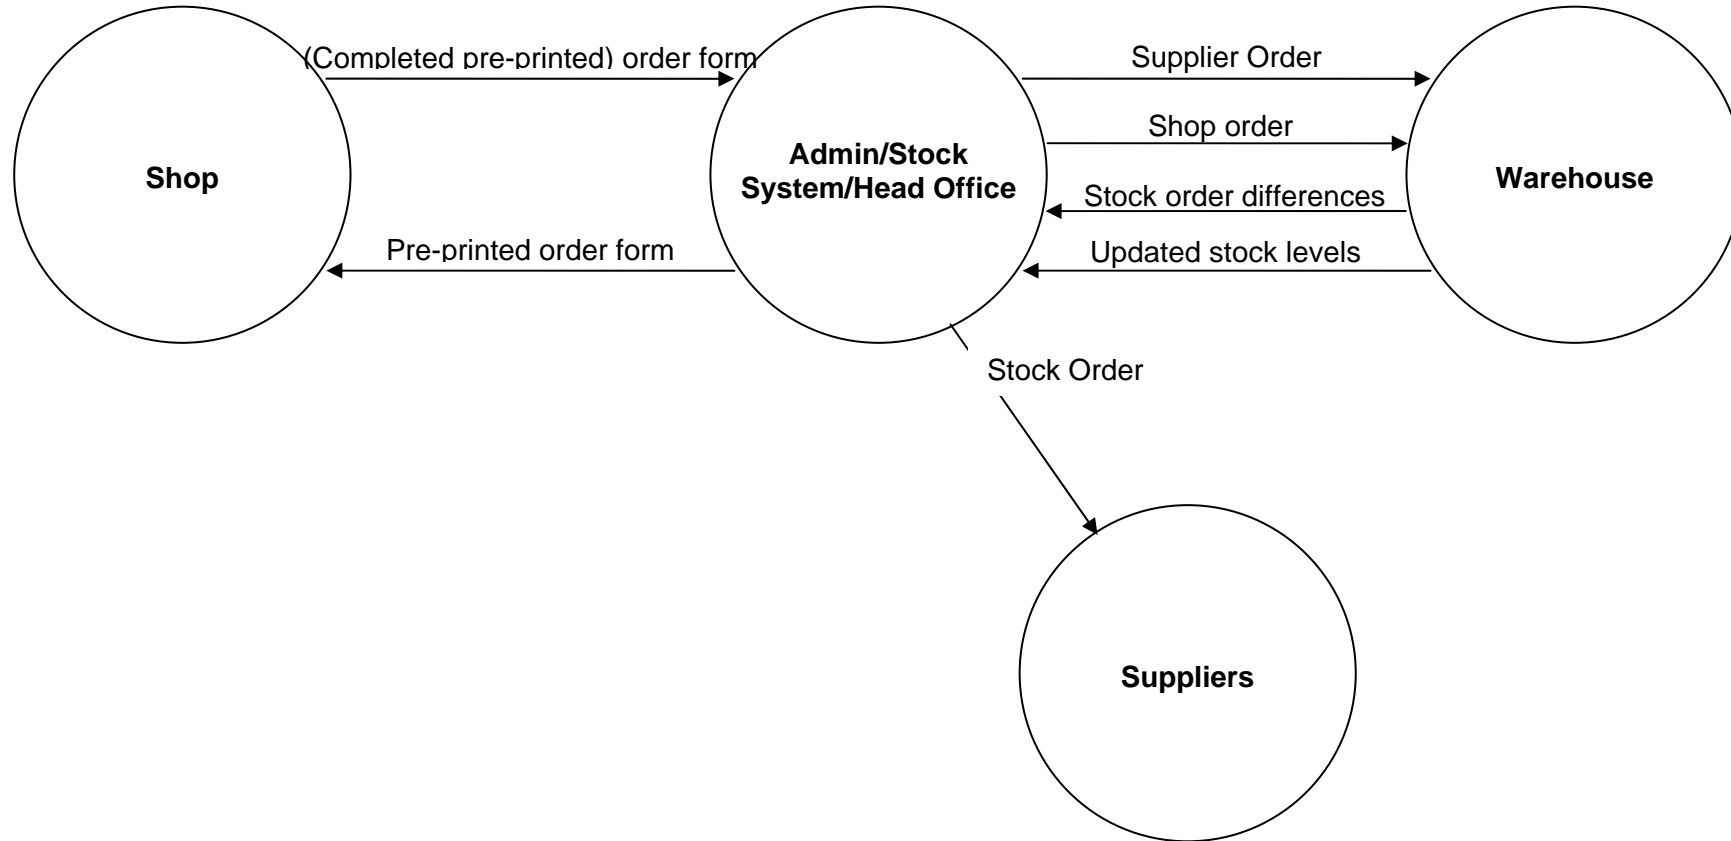 (Completed pre-printed) order form
Supplier Order
Shop order
Shop
Admin/Stock
System/Head Office
Warehouse
Stock order differences
Pre-printed order form
Updated stock levels
Stock Order
Suppliers